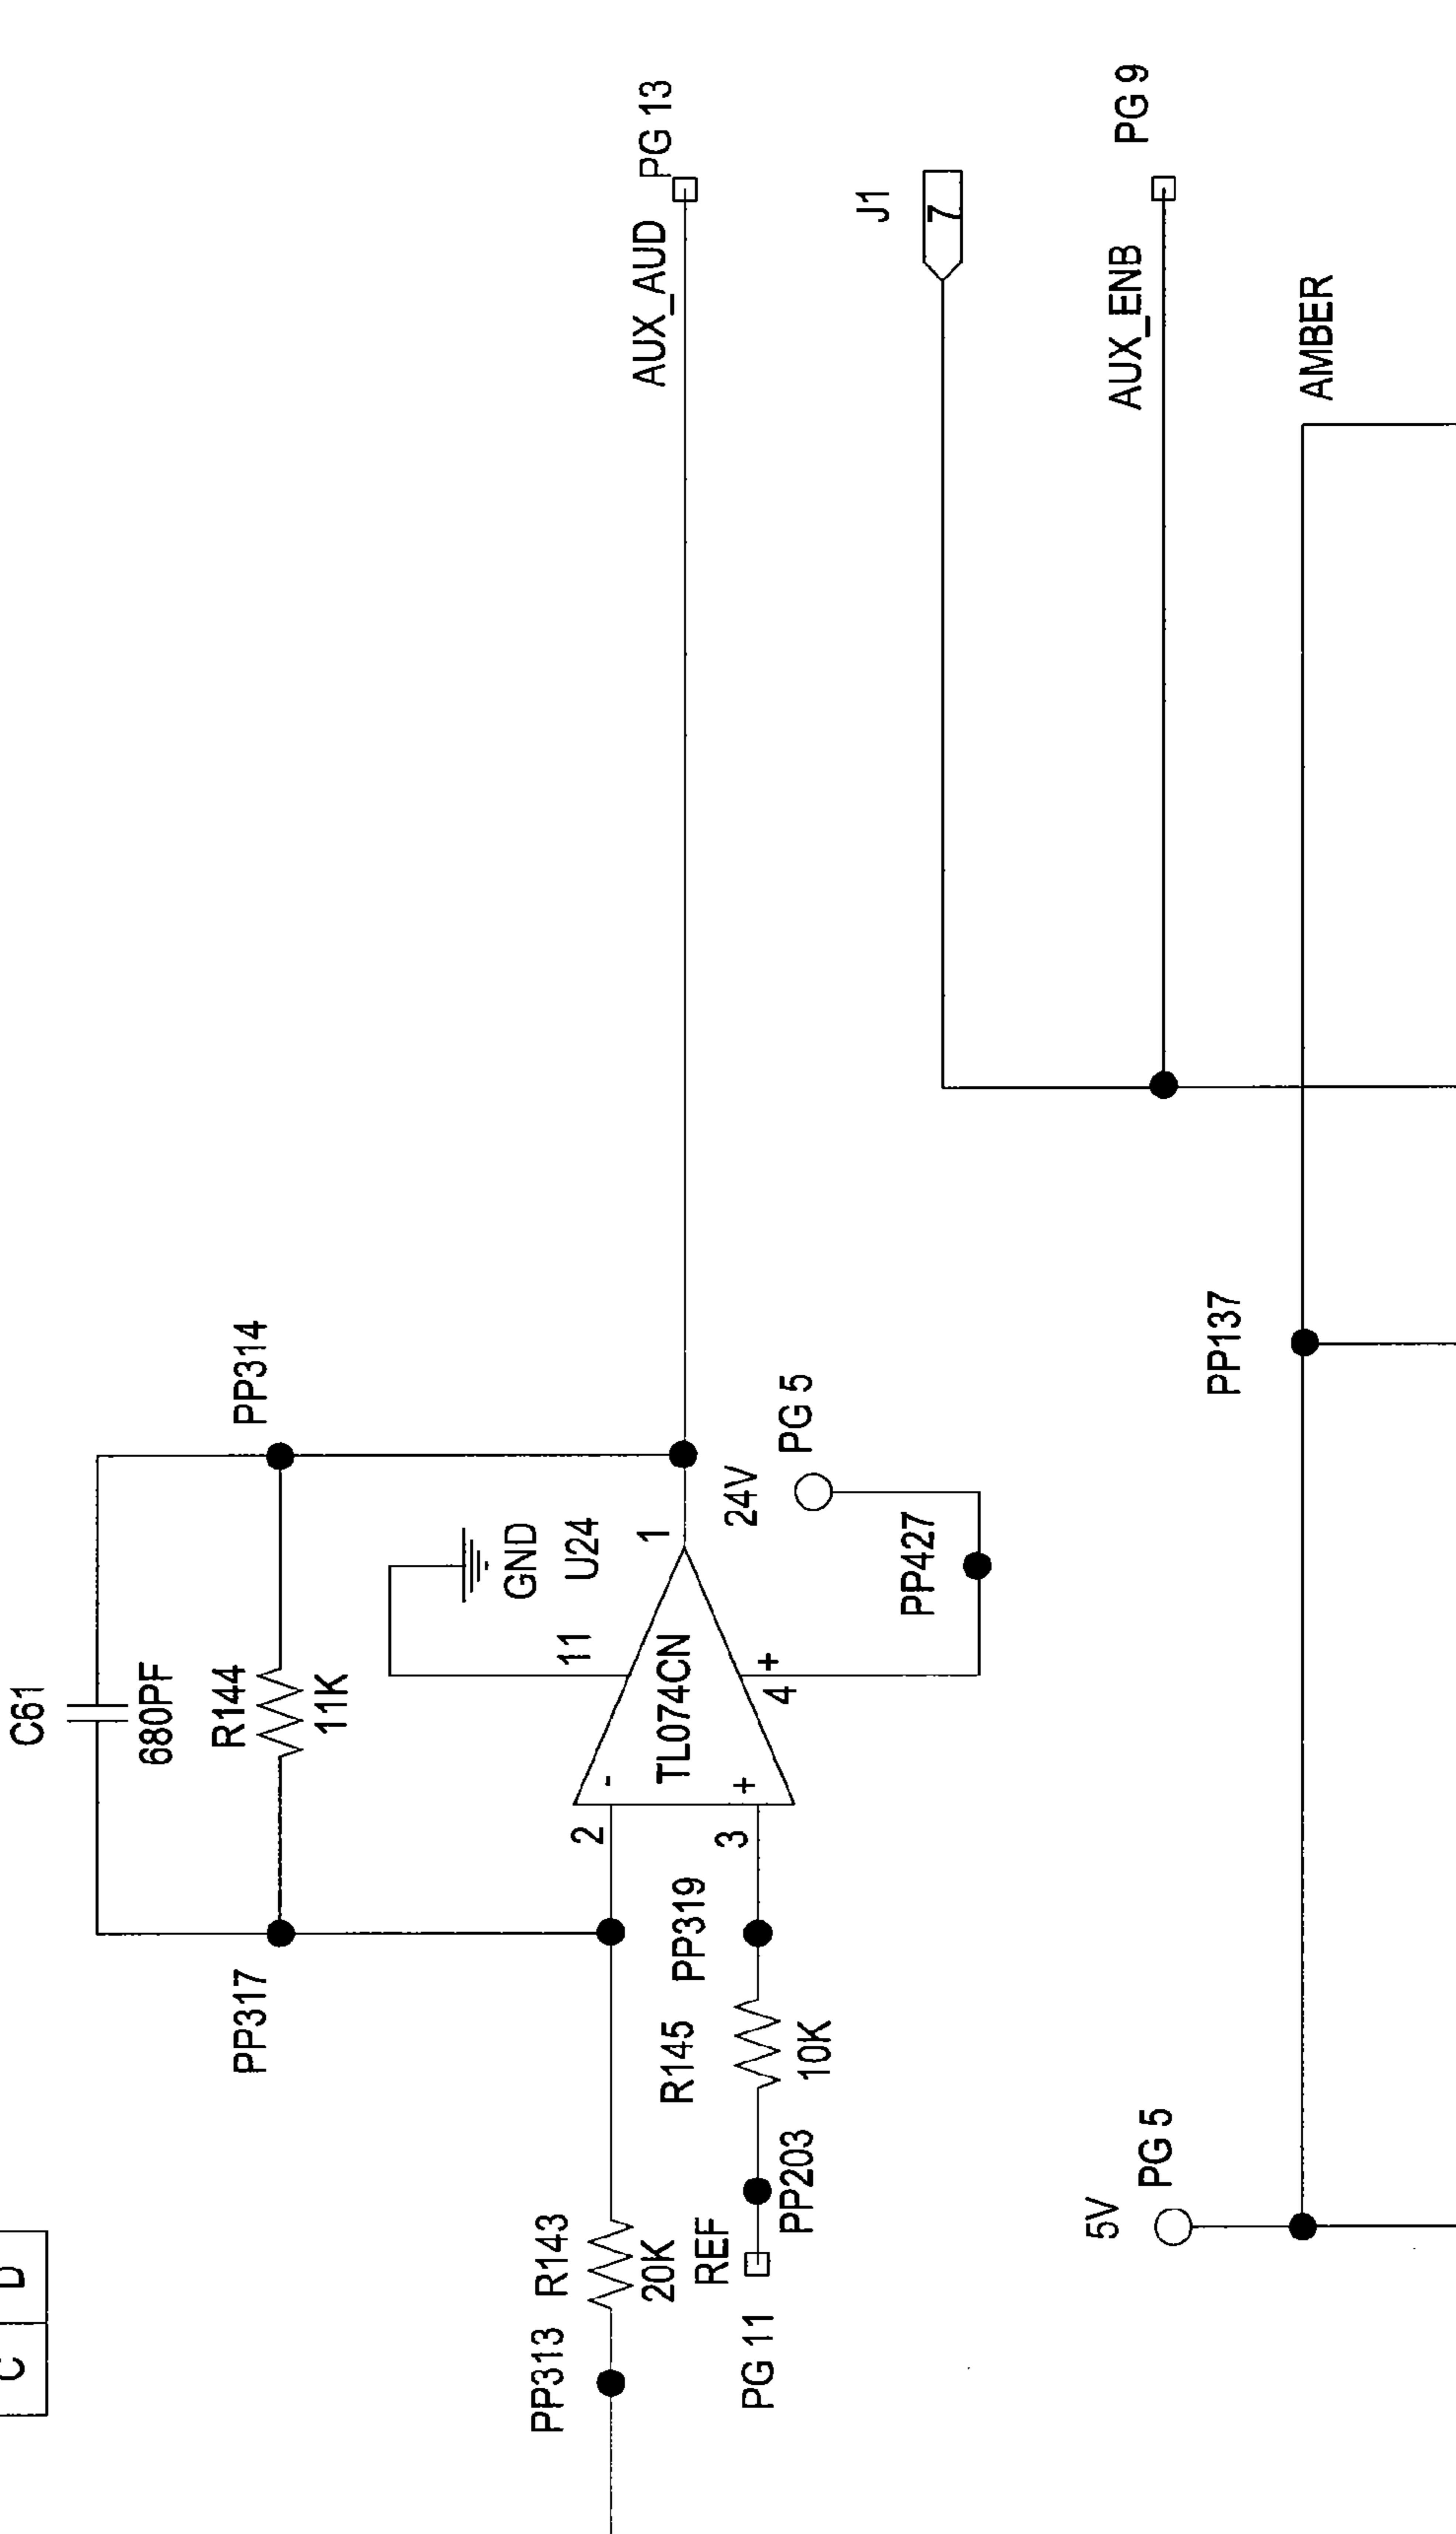 C61
680PF
R144
11K
PP314
PP317
GND
U24
11
1
24V
PG 5
TL074CN
-
+
4
+
2
3
PP427
PP319
R145
10K
PP203
REF
PG 11
R143
20K
PP313
AUX_AUD
PG 13
J1
7
AUX_ENB
PG 9
AMBER
PP137
5V
PG 5
C
D